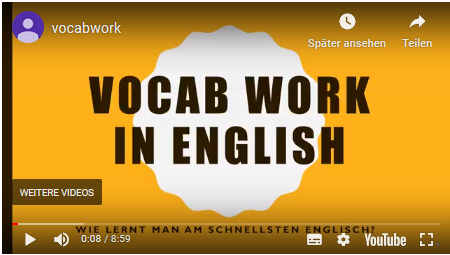 vocabwork
Später ansehen
Teilen
VOCAB WORK
IN ENGLISH
WEITERE VIDEOS
WIE LERNT MAN AM SCHNELLSTEN ENGLISCH?
0:08 / 8:59
YouTube